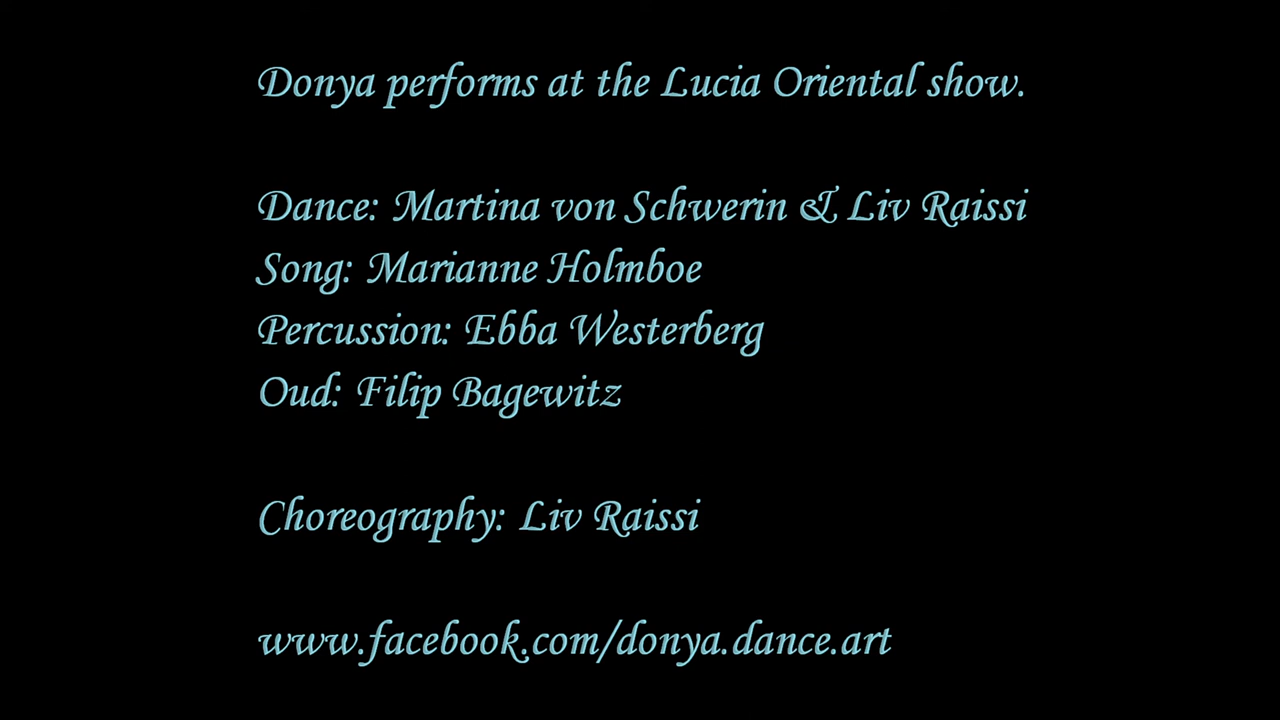 Donya performs at the Lucia Oriental show.
Dance: Martina von Schwerin & Liv Raissi
Song: Marianne Holmboe
Percussion: Ebba Westerberg
Oud: Filip Bagewitz
Choreography: Liv Raissi
www.facebook.com/donya.dance.art